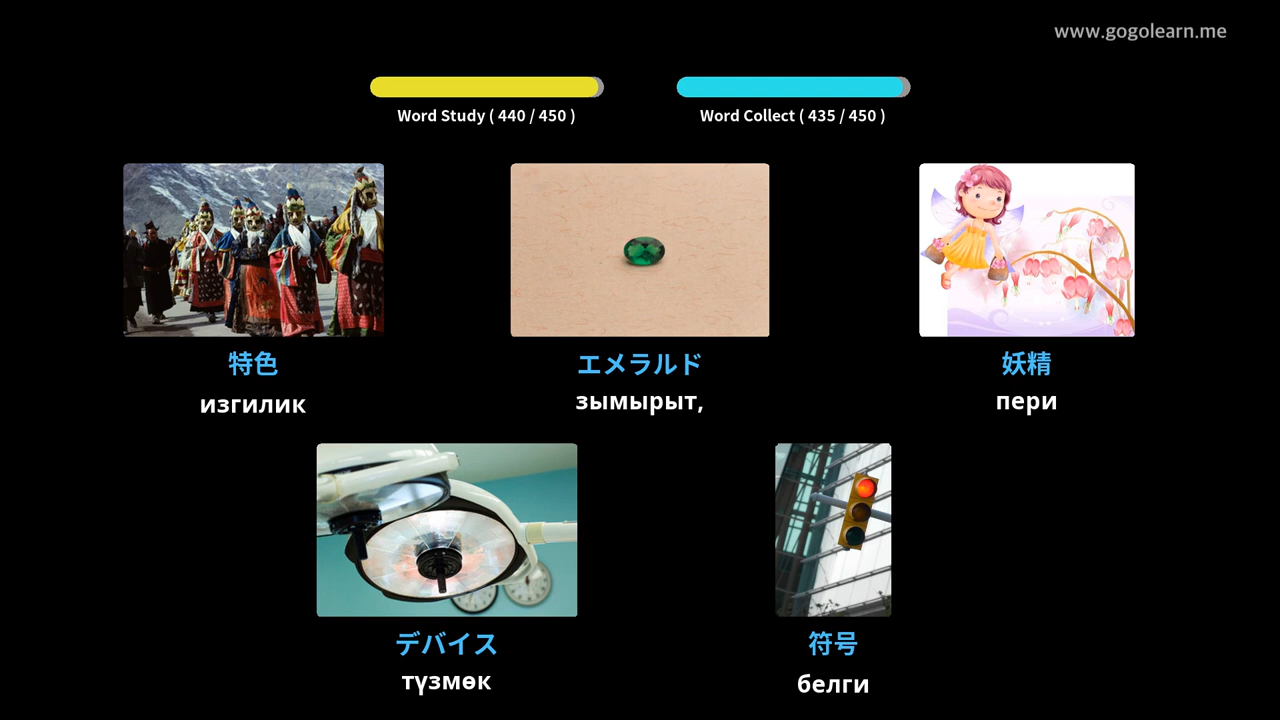 www.gogolearn.me
Word Study ( 440 / 450 )
Word Collect ( 435 / 450 )
特色
изгилик
エメラルド
зымырыт,
妖精
пери
デバイス
түзмөк
符号
белги